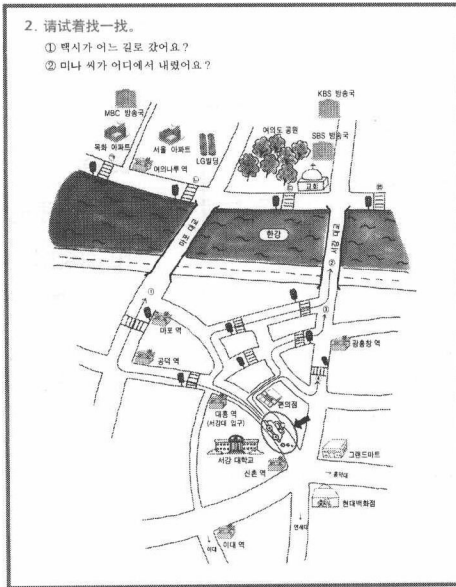 2. 请试着找一找。
① 택시가 어느 길로 갔어요?
② 미나 씨가 어디에서 내렸어요?
KBS 방송국
MBC 방송국
여의도 공원
SBS 방송국
목화 아파트
서울 아파트
LG빌딩
여의나루 역
교회
마포 대교
한강
서강 대교
②
①
③
마포 역
광흥창 역
공덕 역
편의점
대흥 역
(서강대 입구)
서강 대학교
그랜드마트
신촌 역
→ 홍익대
현대백화점
↓ 연세대
이대 역
↓ 이대